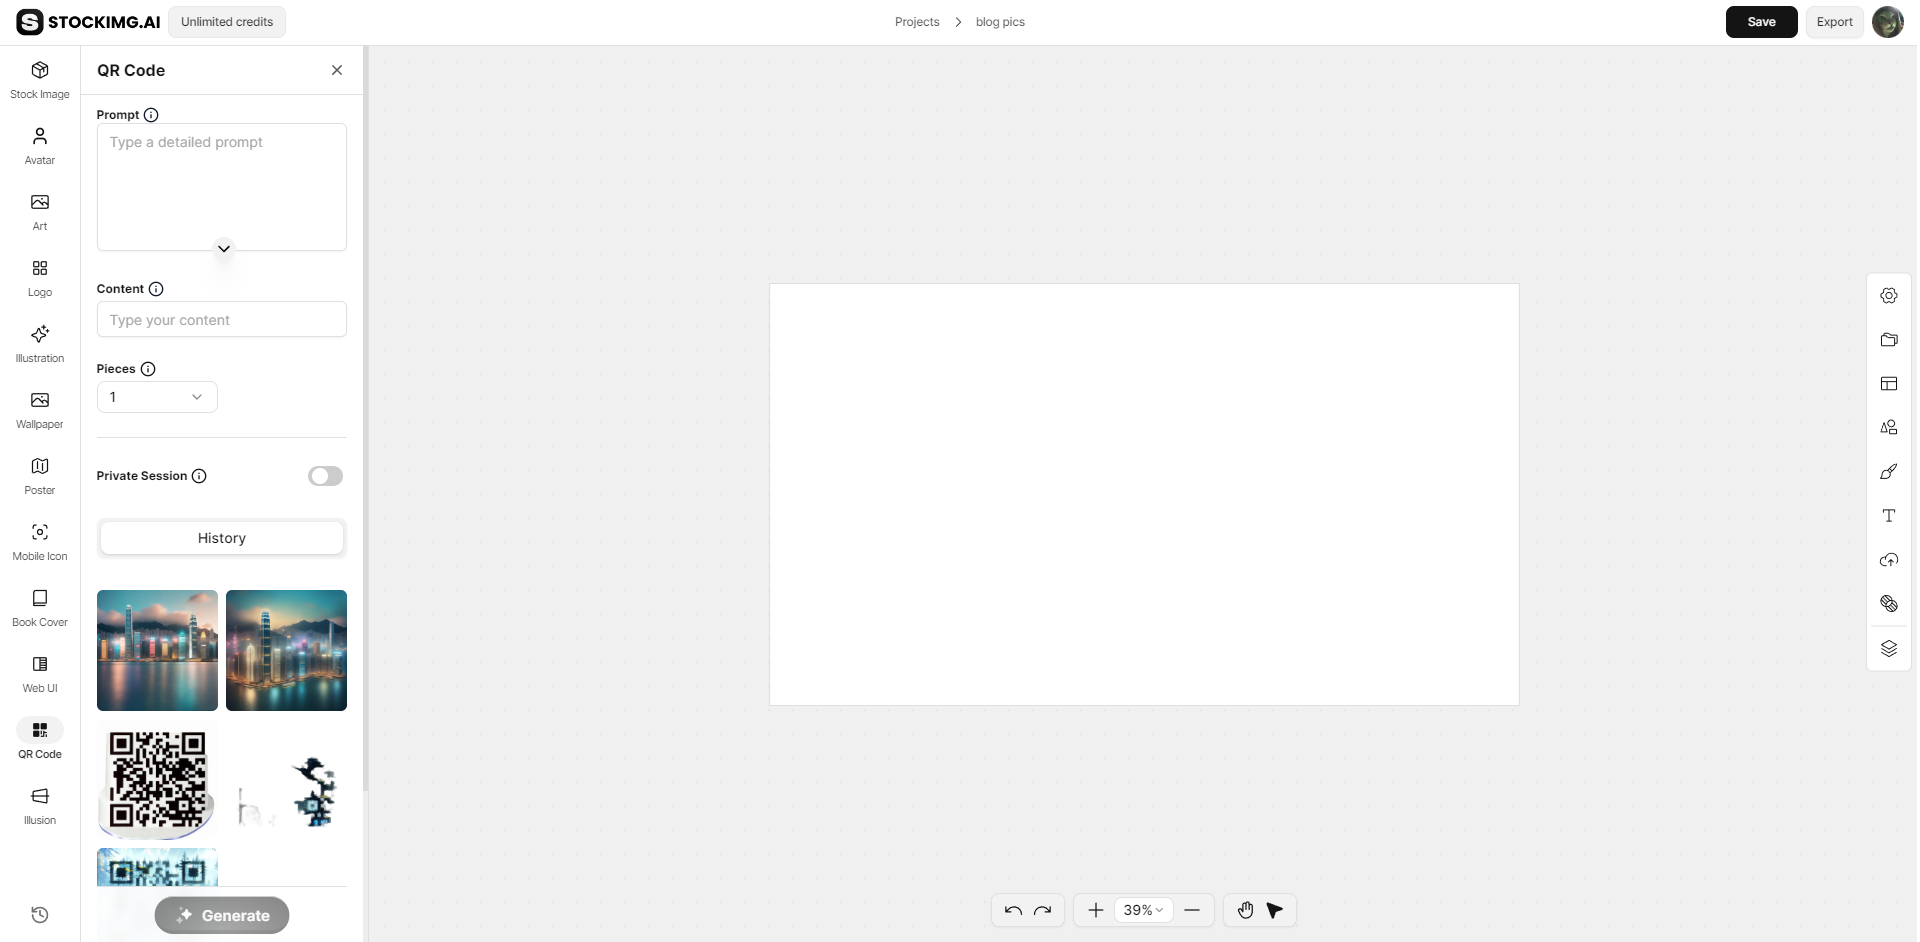 STOCKIMG.AI
Unlimited credits
Projects
blog pics
Save
Export
Stock Image
Avatar
Art
Logo
Illustration
Wallpaper
Poster
Mobile Icon
Book Cover
Web UI
QR Code
Illusion
QR Code
Prompt
Type a detailed prompt
Content
Type your content
Pieces
1
Private Session
History
Generate
39%